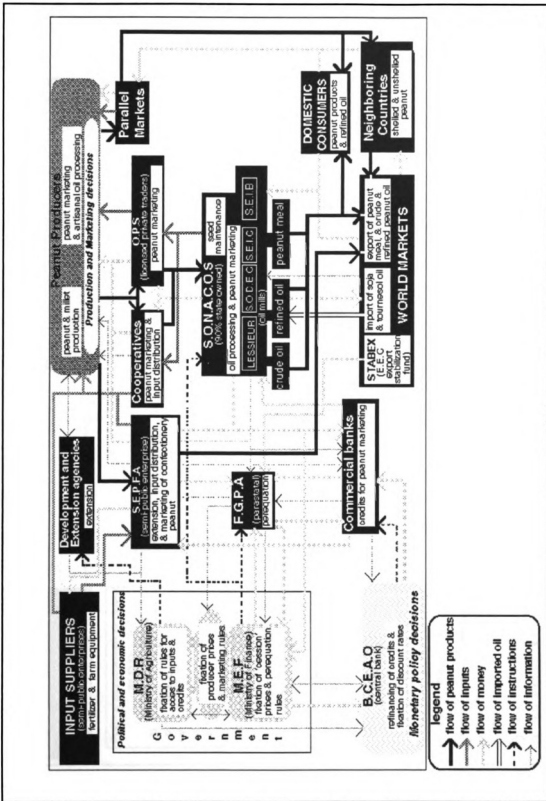 INPUT SUPPLIERS
(semi-public enterprises)
fertilizer & farm equipment
Development and
Extension agencies
extension
Peanut Producers
peanut & millet
production
peanut marketing
& artisanal oil processing
Production and Marketing decisions
Political and economic decisions
Government
M.D.R
(Ministry of Agriculture)
fixation of rules for
access to inputs &
credits
fixation of
producer prices
& marketing rules
M.E.F
(Ministry of Finance)
fixation of "cession"
prices & perequation
rules
S.E.P.F.A
(semi-public enterprise)
extension, input distribution,
& marketing of confectionery
peanut
Cooperatives
peanut marketing &
input distribution
O.P.S
(licensed private traders)
peanut marketing
Parallel
Markets
F.G.P.A
(parastatal)
perequation
S.O.N.A.C.O.S
(90% state owned)
seed
maintenance
oil processing & peanut marketing
LESSIEUR
S.O.D.E.C
S.E.I.C
S.E.I.B
(oil mills)
crude oil
refined oil
peanut meal
DOMESTIC
CONSUMERS
peanut products
& refined oil
B.C.E.A.O
(central bank)
refinancing of credits &
fixation of discount rates
Monetary policy decisions
Commercial banks
credits for peanut marketing
STABEX
(E.E.C
export
stabilization
fund)
import of soja
& tournesol oil
export of peanut
meal, & crude &
refined peanut oil
WORLD MARKETS
Neighboring
Countries
shelled & unshelled
peanut
legend
flow of peanut products
flow of inputs
flow of money
flow of imported oil
flow of instructions
flow of information